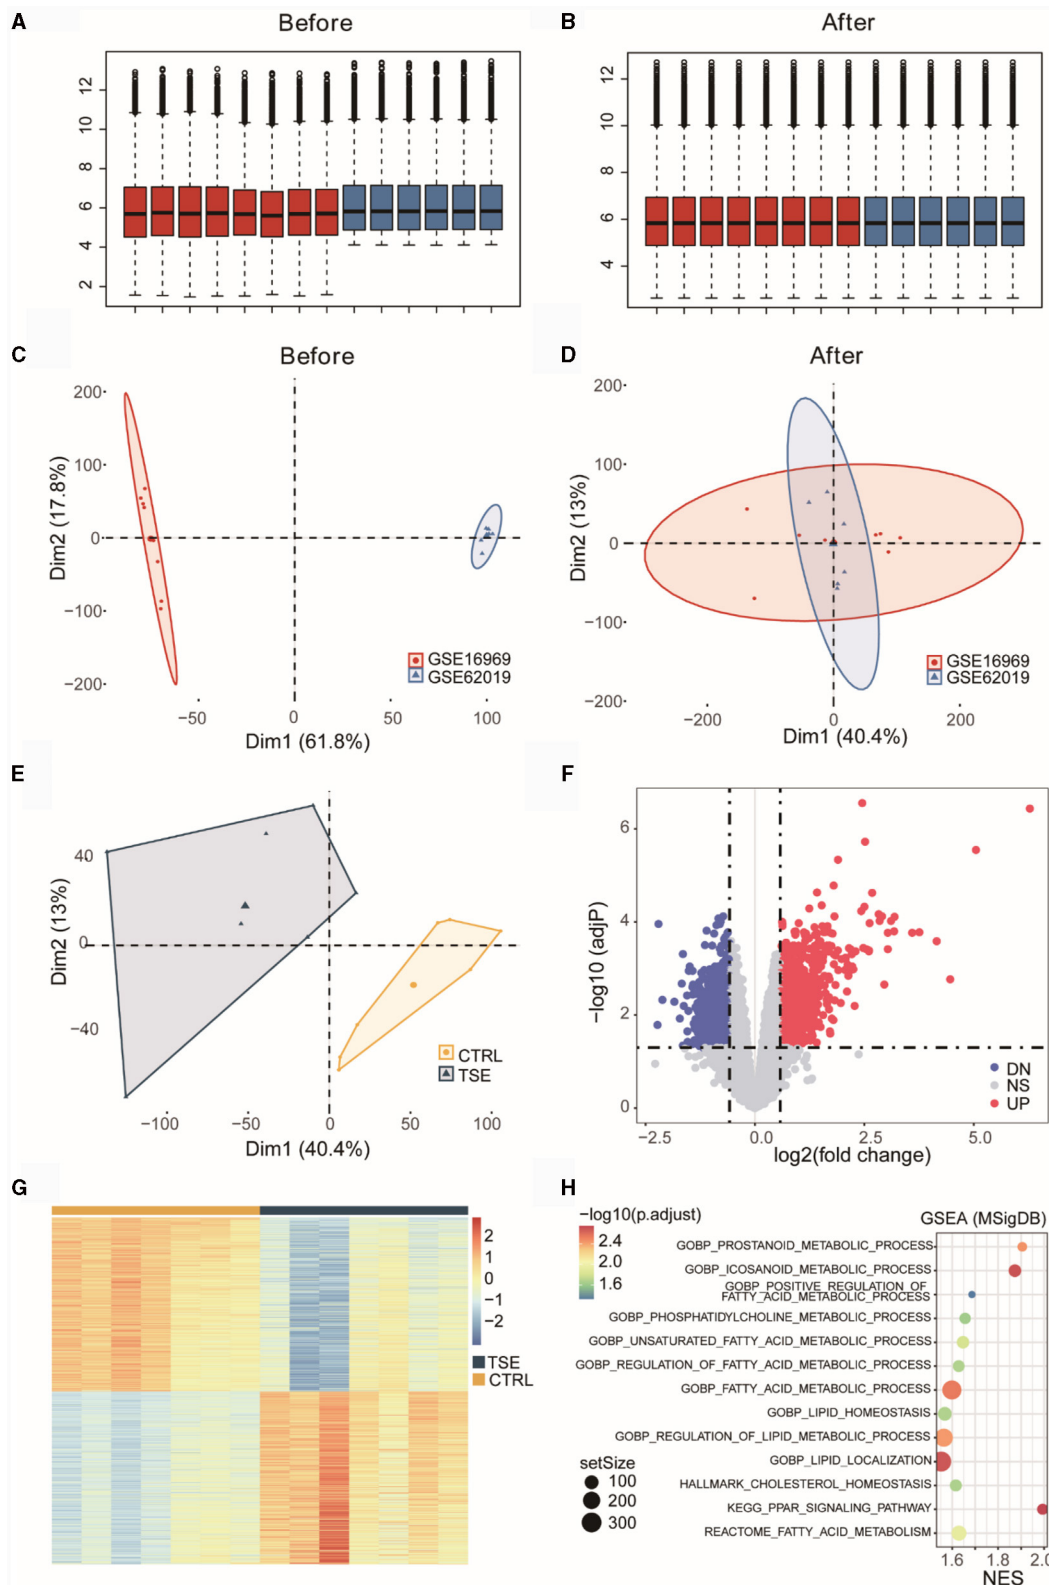 A
Before
12
10
8
6
4
2
B
After
12
10
8
6
4
C
Before
200
100
0
−100
−200
Dim2 (17.8%)
−50
0
50
100
Dim1 (61.8%)
GSE16969
GSE62019
D
After
200
100
0
−100
−200
Dim2 (13%)
−200
0
200
Dim1 (40.4%)
GSE16969
GSE62019
E
40
0
−40
Dim2 (13%)
−100
−50
0
50
100
Dim1 (40.4%)
CTRL
TSE
F
6
4
2
0
−log10 (adjP)
−2.5
0.0
2.5
5.0
log2(fold change)
DN
NS
UP
G
2
1
0
−1
−2
TSE
CTRL
H
−log10(p.adjust)
2.4
2.0
1.6
GSEA (MSigDB)
GOBP_PROSTANOID_METABOLIC_PROCESS
GOBP_ICOSANOID_METABOLIC_PROCESS
GOBP_POSITIVE_REGULATION_OF
FATTY_ACID_METABOLIC_PROCESS
GOBP_PHOSPHATIDYLCHOLINE_METABOLIC_PROCESS
GOBP_UNSATURATED_FATTY_ACID_METABOLIC_PROCESS
GOBP_REGULATION_OF_FATTY_ACID_METABOLIC_PROCESS
GOBP_FATTY_ACID_METABOLIC_PROCESS
GOBP_LIPID_HOMEOSTASIS
GOBP_REGULATION_OF_LIPID_METABOLIC_PROCESS
GOBP_LIPID_LOCALIZATION
HALLMARK_CHOLESTEROL_HOMEOSTASIS
KEGG_PPAR_SIGNALING_PATHWAY
REACTOME_FATTY_ACID_METABOLISM
setSize
100
200
300
1.6
1.8
2.0
NES